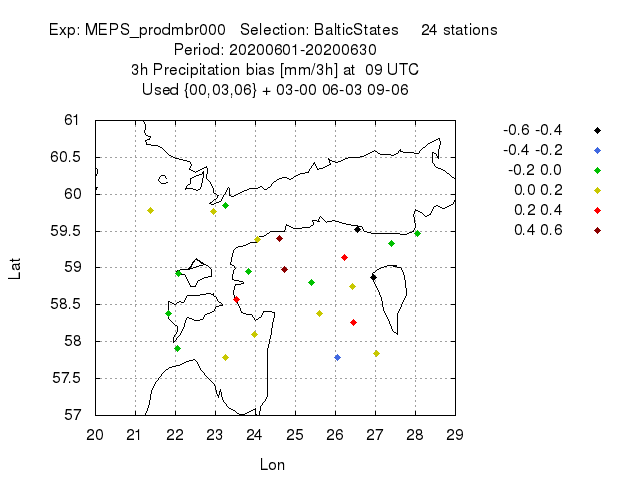 Exp: MEPS_prodmbr000 Selection: BalticStates 24 stations
Period: 20200601-20200630
3h Precipitation bias [mm/3h] at 09 UTC
Used {00,03,06} + 03-00 06-03 09-06
61
60.5
60
59.5
59
58.5
58
57.5
57
Lat
20 21 22 23 24 25 26 27 28 29
Lon
-0.6 -0.4
-0.4 -0.2
-0.2 0.0
0.0 0.2
0.2 0.4
0.4 0.6